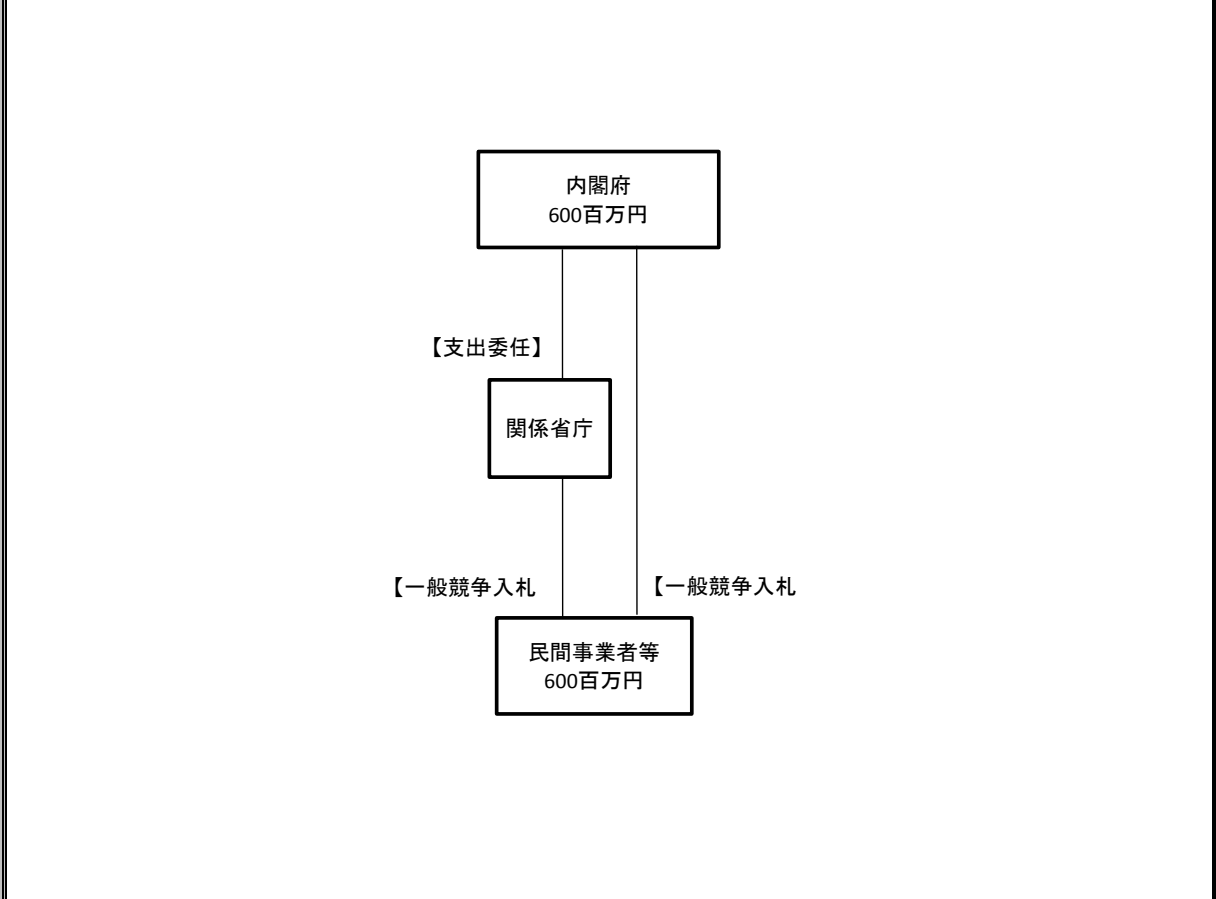 内閣府
600百万円
【支出委任】
関係省庁
【一般競争入札
【一般競争入札
民間事業者等
600百万円